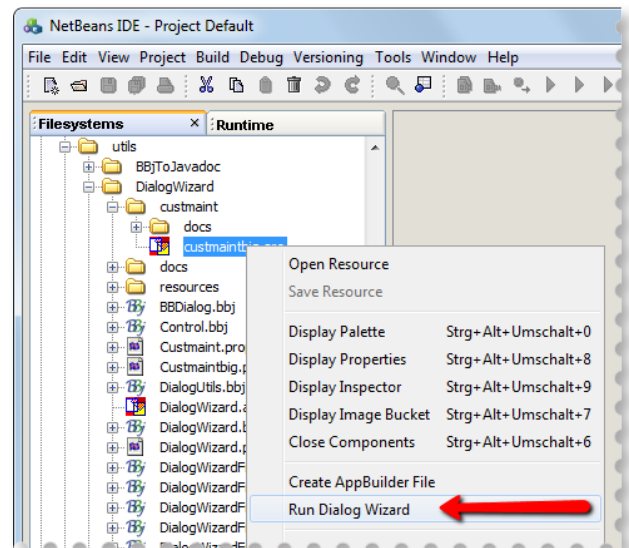 NetBeans IDE - Project Default
File Edit View Project Build Debug Versioning Tools Window Help
Filesystems × Runtime
utils
BBjToJavadoc
DialogWizard
custmaint
docs
docs
resources
BBDialog.bbj
Control.bbj
DialogUtils.bbj
Open Resource
Save Resource
Display Palette Strg+Alt+Umschalt+0
Display Properties Strg+Alt+Umschalt+8
Display Inspector Strg+Alt+Umschalt+9
Display Image Bucket Strg+Alt+Umschalt+7
Close Components Strg+Alt+Umschalt+6
Create AppBuilder File
Run Dialog Wizard